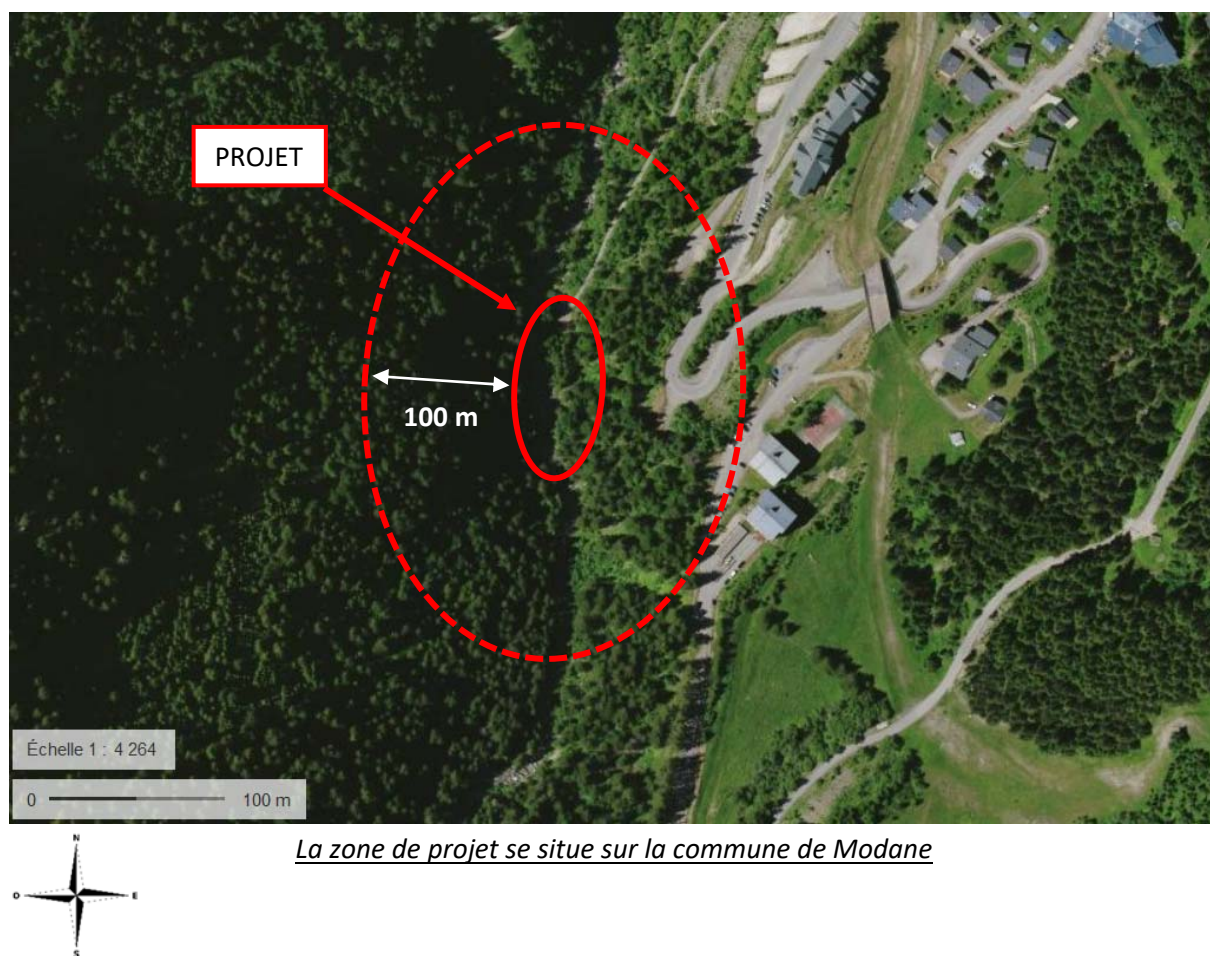 PROJET
100 m
Échelle 1 : 4 264
0 100 m
La zone de projet se situe sur la commune de Modane
N
O E
S